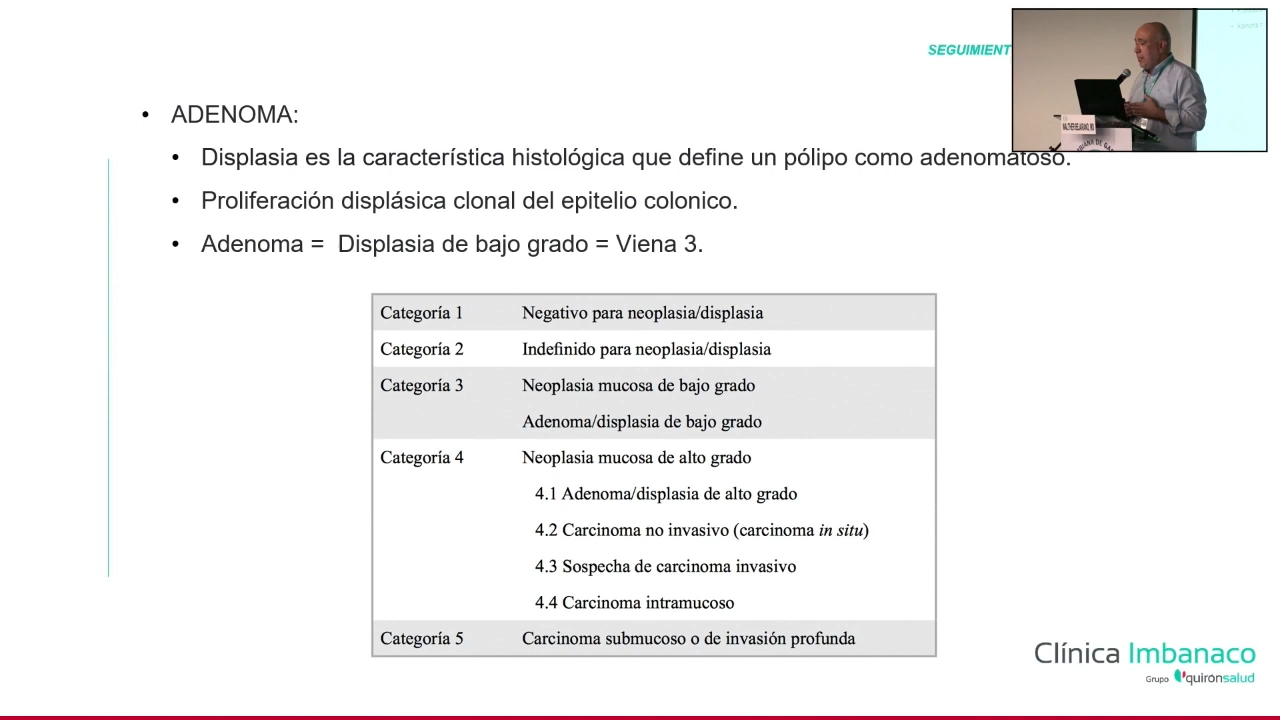 SEGUIMIENT
• ADENOMA:
• Displasia es la característica histológica que define un pólipo como adenomatoso.
• Proliferación displásica clonal del epitelio colonico.
• Adenoma = Displasia de bajo grado = Viena 3.
Categoría 1 Negativo para neoplasia/displasia
Categoría 2 Indefinido para neoplasia/displasia
Categoría 3 Neoplasia mucosa de bajo grado
Adenoma/displasia de bajo grado
Categoría 4 Neoplasia mucosa de alto grado
4.1 Adenoma/displasia de alto grado
4.2 Carcinoma no invasivo (carcinoma in situ)
4.3 Sospecha de carcinoma invasivo
4.4 Carcinoma intramucoso
Categoría 5 Carcinoma submucoso o de invasión profunda
Clínica Imbanaco
Grupo quirónsalud